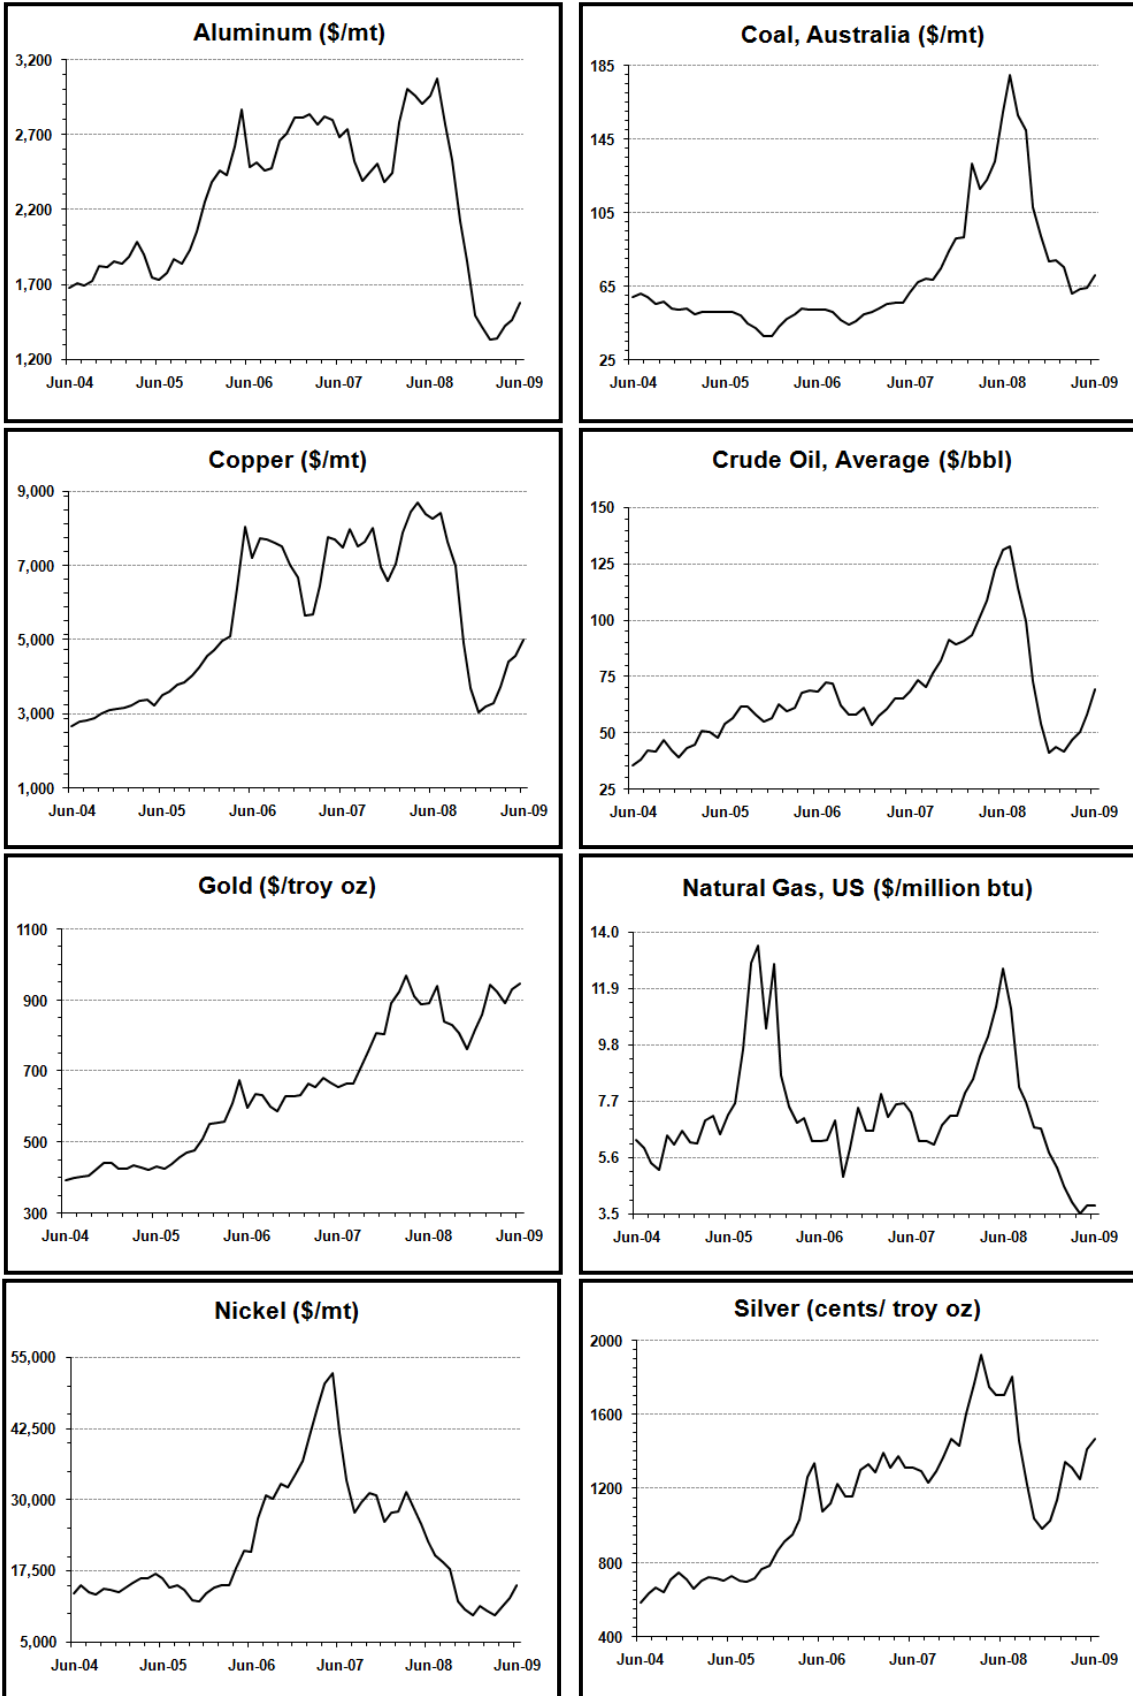 Aluminum ($/mt)
3,200
2,700
2,200
1,700
1,200
Jun-04 Jun-05 Jun-06 Jun-07 Jun-08 Jun-09
Coal, Australia ($/mt)
185
145
105
65
25
Jun-04 Jun-05 Jun-06 Jun-07 Jun-08 Jun-09
Copper ($/mt)
9,000
7,000
5,000
3,000
1,000
Jun-04 Jun-05 Jun-06 Jun-07 Jun-08 Jun-09
Crude Oil, Average ($/bbl)
150
125
100
75
50
25
Jun-04 Jun-05 Jun-06 Jun-07 Jun-08 Jun-09
Gold ($/troy oz)
1100
900
700
500
300
Jun-04 Jun-05 Jun-06 Jun-07 Jun-08 Jun-09
Natural Gas, US ($/million btu)
14.0
11.9
9.8
7.7
5.6
3.5
Jun-04 Jun-05 Jun-06 Jun-07 Jun-08 Jun-09
Nickel ($/mt)
55,000
42,500
30,000
17,500
5,000
Jun-04 Jun-05 Jun-06 Jun-07 Jun-08 Jun-09
Silver (cents/ troy oz)
2000
1600
1200
800
400
Jun-04 Jun-05 Jun-06 Jun-07 Jun-08 Jun-09